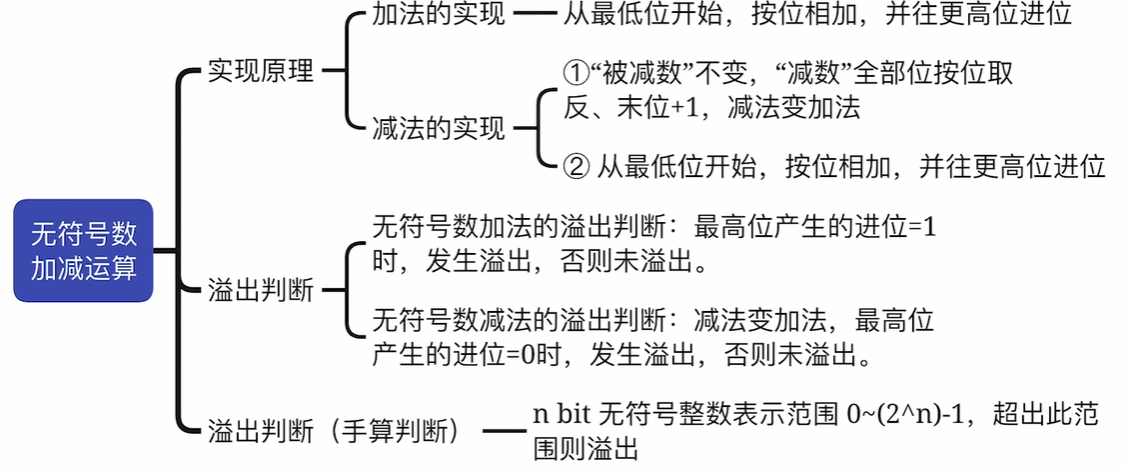 无符号数
加减运算
实现原理
加法的实现
从最低位开始，按位相加，并往更高位进位
减法的实现
①“被减数”不变，“减数”全部位按位取
反、末位+1，减法变加法
② 从最低位开始，按位相加，并往更高位进位
溢出判断
无符号数加法的溢出判断：最高位产生的进位=1
时，发生溢出，否则未溢出。
无符号数减法的溢出判断：减法变加法，最高位
产生的进位=0时，发生溢出，否则未溢出。
溢出判断（手算判断）
n bit 无符号整数表示范围 0~(2^n)-1，超出此范
围则溢出